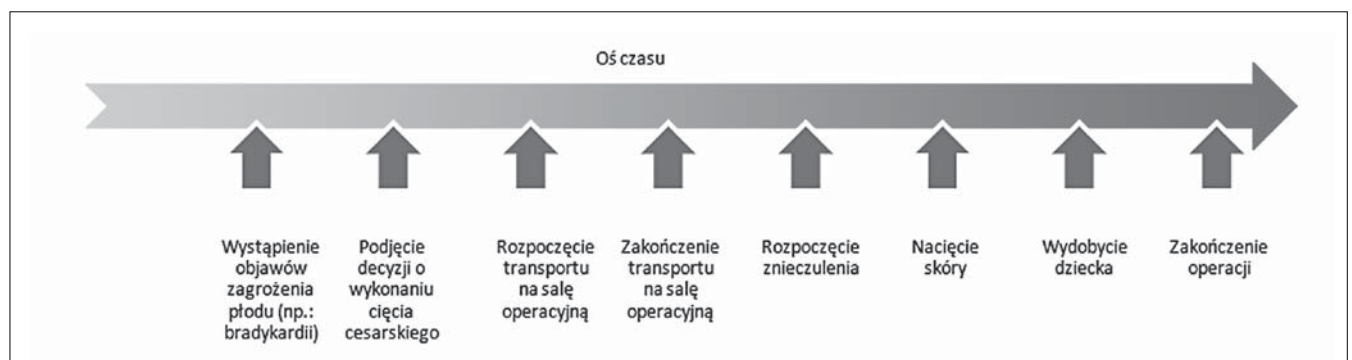 Oś czasu
Wystąpienie
objawów
zagrożenia
płodu (np.:
bradykardii)
Podjęcie
decyzji o
wykonaniu
cięcia
cesarskiego
Rozpoczęcie
transportu
na salę
operacyjną
Zakończenie
transportu
na salę
operacyjną
Rozpoczęcie
znieczulenia
Nacięcie
skóry
Wydobycie
dziecka
Zakończenie
operacji